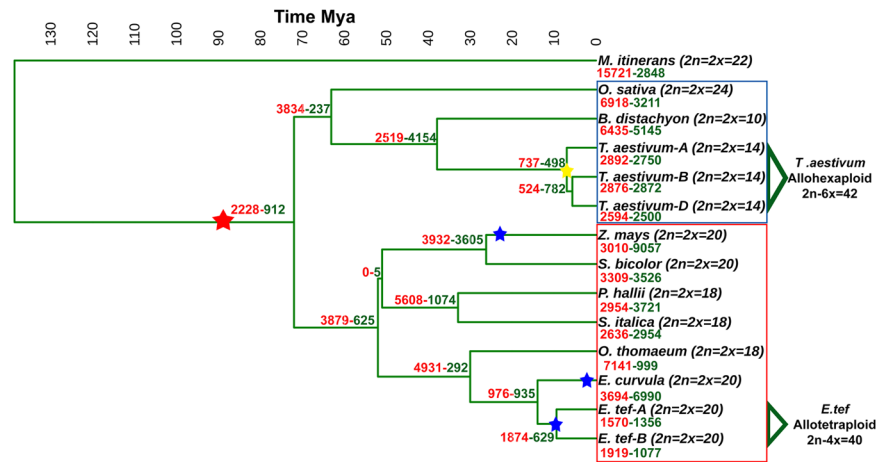 Time Mya
130 120 110 100 90 80 70 60 50 40 30 20 10 0
M. itinerans (2n=2x=22)
15721-2848
O. sativa (2n=2x=24)
3834-237
6918-3211
B. distachyon (2n=2x=10)
6435-5145
2519-4154
T. aestivum-A (2n=2x=14)
737-498
2892-2750
T. aestivum-B (2n=2x=14)
524-782
2876-2872
T. aestivum-D (2n=2x=14)
2594-2500
T .aestivum
Allohexaploid
2n-6x=42
2228-912
Z. mays (2n=2x=20)
3932-3605
3010-9057
S. bicolor (2n=2x=20)
0-5
3309-3526
P. hallii (2n=2x=18)
5608-1074
2954-3721
S. italica (2n=2x=18)
3879-625
2636-2954
O. thomaeum (2n=2x=18)
4931-292
7141-999
E. curvula (2n=2x=20)
976-935
3694-6990
E. tef-A (2n=2x=20)
1570-1356
E. tef-B (2n=2x=20)
1874-629
1919-1077
E.tef
Allotetraploid
2n-4x=40